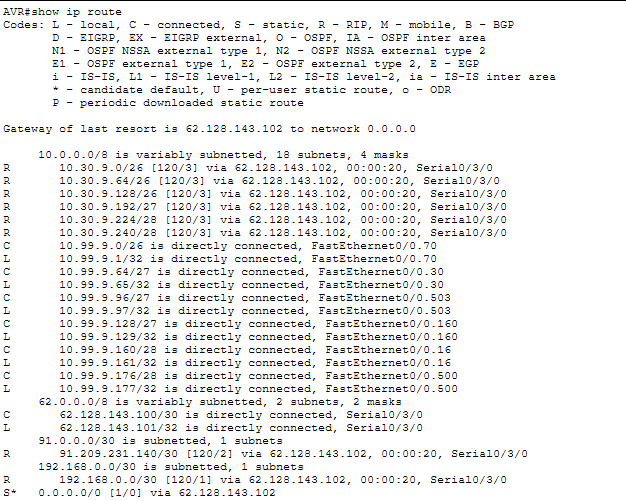 AVR#show ip route
Codes: L - local, C - connected, S - static, R - RIP, M - mobile, B - BGP
D - EIGRP, EX - EIGRP external, O - OSPF, IA - OSPF inter area
N1 - OSPF NSSA external type 1, N2 - OSPF NSSA external type 2
E1 - OSPF external type 1, E2 - OSPF external type 2, E - EGP
i - IS-IS, L1 - IS-IS level-1, L2 - IS-IS level-2, ia - IS-IS inter area
* - candidate default, U - per-user static route, o - ODR
P - periodic downloaded static route
Gateway of last resort is 62.128.143.102 to network 0.0.0.0
10.0.0.0/8 is variably subnetted, 18 subnets, 4 masks
R 10.30.9.0/26 [120/3] via 62.128.143.102, 00:00:20, Serial0/3/0
R 10.30.9.64/26 [120/3] via 62.128.143.102, 00:00:20, Serial0/3/0
R 10.30.9.128/26 [120/3] via 62.128.143.102, 00:00:20, Serial0/3/0
R 10.30.9.192/27 [120/3] via 62.128.143.102, 00:00:20, Serial0/3/0
R 10.30.9.224/28 [120/3] via 62.128.143.102, 00:00:20, Serial0/3/0
R 10.30.9.240/28 [120/3] via 62.128.143.102, 00:00:20, Serial0/3/0
C 10.99.9.0/26 is directly connected, FastEthernet0/0.70
L 10.99.9.1/32 is directly connected, FastEthernet0/0.70
C 10.99.9.64/27 is directly connected, FastEthernet0/0.30
L 10.99.9.65/32 is directly connected, FastEthernet0/0.30
C 10.99.9.96/27 is directly connected, FastEthernet0/0.503
L 10.99.9.97/32 is directly connected, FastEthernet0/0.503
C 10.99.9.128/27 is directly connected, FastEthernet0/0.160
L 10.99.9.129/32 is directly connected, FastEthernet0/0.160
C 10.99.9.160/28 is directly connected, FastEthernet0/0.16
L 10.99.9.161/32 is directly connected, FastEthernet0/0.16
C 10.99.9.176/28 is directly connected, FastEthernet0/0.500
L 10.99.9.177/32 is directly connected, FastEthernet0/0.500
62.0.0.0/8 is variably subnetted, 2 subnets, 2 masks
C 62.128.143.100/30 is directly connected, Serial0/3/0
L 62.128.143.101/32 is directly connected, Serial0/3/0
91.0.0.0/30 is subnetted, 1 subnets
R 91.209.231.140/30 [120/2] via 62.128.143.102, 00:00:20, Serial0/3/0
192.168.0.0/30 is subnetted, 1 subnets
R 192.168.0.0/30 [120/1] via 62.128.143.102, 00:00:20, Serial0/3/0
S* 0.0.0.0/0 [1/0] via 62.128.143.102